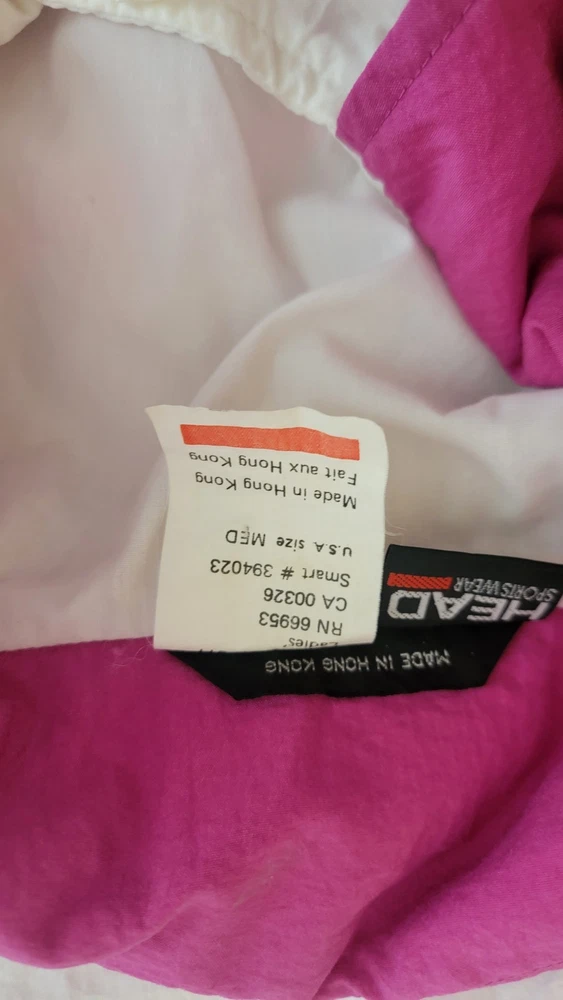 Ladies'
RN 66953
CA 00326
Smart # 394023
U.S.A. size MED
Made in Hong Kong
Fait aux Hong Kong
HEAD
SPORTSWEAR
MADE IN HONG KONG